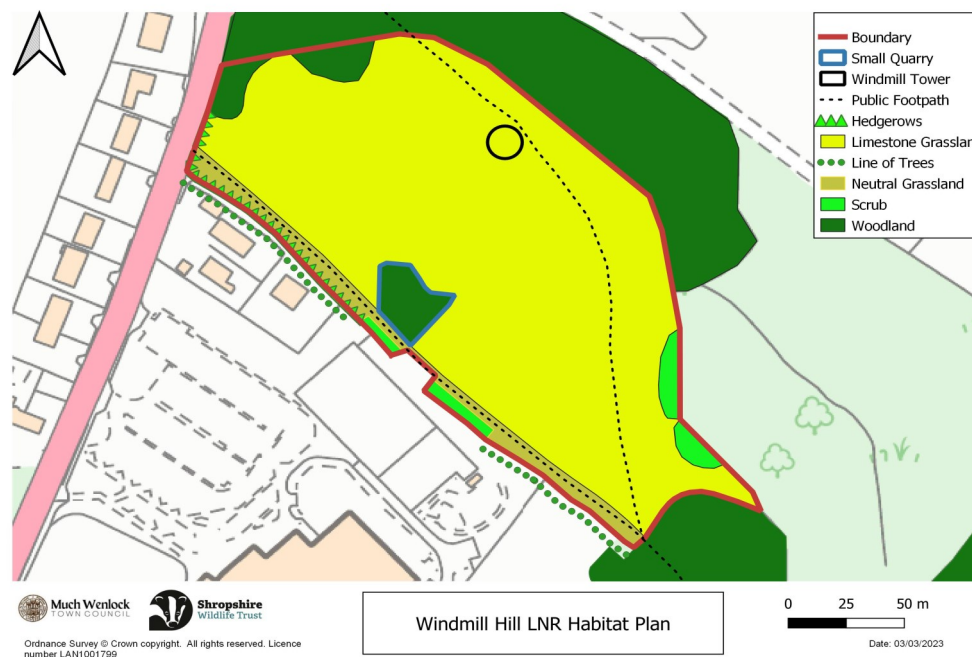 Boundary
Small Quarry
Windmill Tower
Public Footpath
Hedgerows
Limestone Grasslan
Line of Trees
Neutral Grassland
Scrub
Woodland
Much Wenlock
TOWN COUNCIL
Shropshire
Wildlife Trust
Windmill Hill LNR Habitat Plan
0 25 50 m
Ordnance Survey © Crown copyright. All rights reserved. Licence
number LAN1001799
Date: 03/03/2023